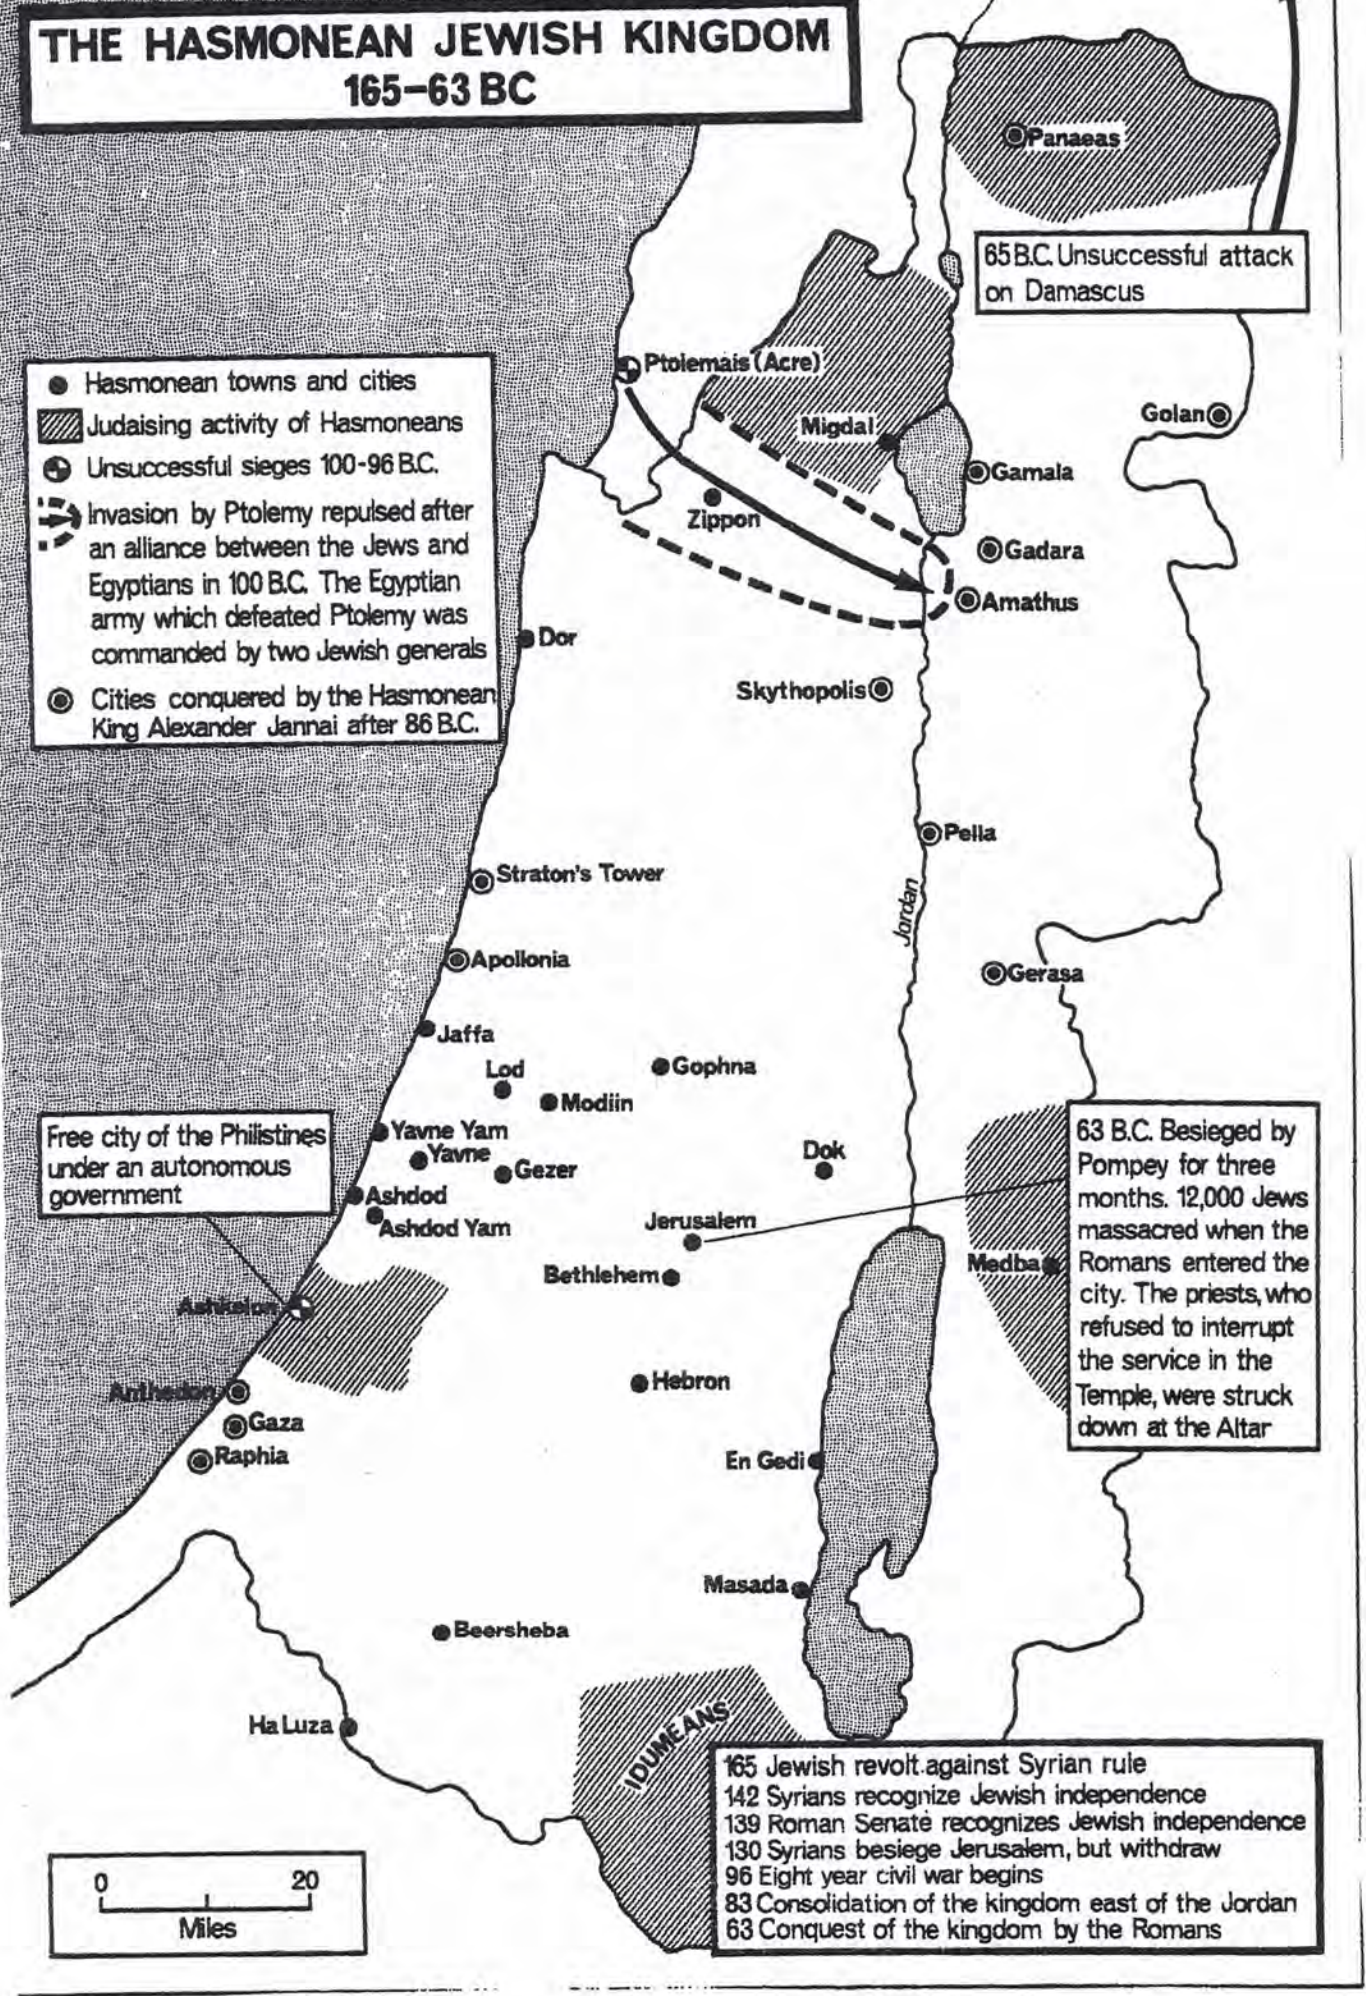 THE HASMONEAN JEWISH KINGDOM
165-63 BC
Panaeas
65 B.C. Unsuccessful attack
on Damascus
Hasmonean towns and cities
Judaising activity of Hasmoneans
Unsuccessful sieges 100-96 B.C.
Invasion by Ptolemy repulsed after
an alliance between the Jews and
Egyptians in 100 B.C. The Egyptian
army which defeated Ptolemy was
commanded by two Jewish generals
Cities conquered by the Hasmonean
King Alexander Jannai after 86 B.C.
Ptolemais (Acre)
Golan
Migdal
Gamala
Zippon
Gadara
Amathus
Dor
Skythopolis
Pella
Straton's Tower
Jordan
Apollonia
Gerasa
Jaffa
Lod
Gophna
Modiin
Free city of the Philistines
under an autonomous
government
Yavne Yam
Yavne
Gezer
Dok
Ashdod
Ashdod Yam
Jerusalem
Bethlehem
63 B.C. Besieged by
Pompey for three
months. 12,000 Jews
massacred when the
Romans entered the
city. The priests, who
refused to interrupt
the service in the
Temple, were struck
down at the Altar
Medba
Ashkelon
Anthedon
Gaza
Raphia
Hebron
En Gedi
Masada
Beersheba
Ha Luza
IDUMEANS
165 Jewish revolt against Syrian rule
142 Syrians recognize Jewish independence
139 Roman Senate recognizes Jewish independence
130 Syrians besiege Jerusalem, but withdraw
96 Eight year civil war begins
83 Consolidation of the kingdom east of the Jordan
63 Conquest of the kingdom by the Romans
0 20
Miles